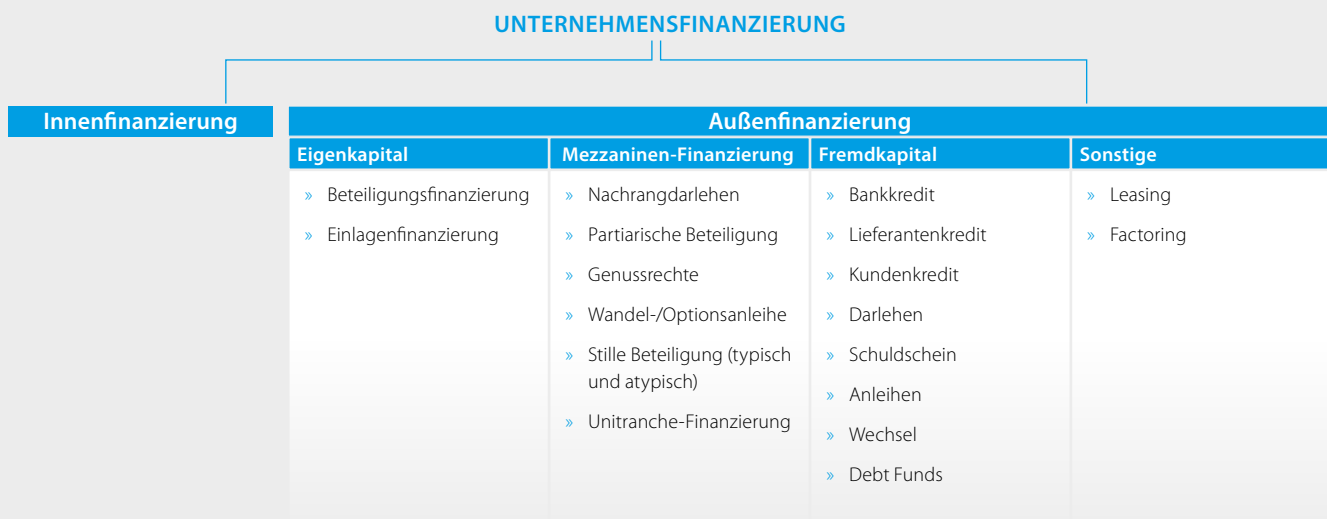 UNTERNEHMENSFINANZIERUNG
Innenfinanzierung
Außenfinanzierung
Eigenkapital
» Beteiligungsfinanzierung
» Einlagenfinanzierung
Mezzaninen-Finanzierung
» Nachrangdarlehen
» Partiarische Beteiligung
» Genussrechte
» Wandel-/Optionsanleihe
» Stille Beteiligung (typisch
und atypisch)
» Unitranche-Finanzierung
Fremdkapital
» Bankkredit
» Lieferantenkredit
» Kundenkredit
» Darlehen
» Schuldschein
» Anleihen
» Wechsel
» Debt Funds
Sonstige
» Leasing
» Factoring